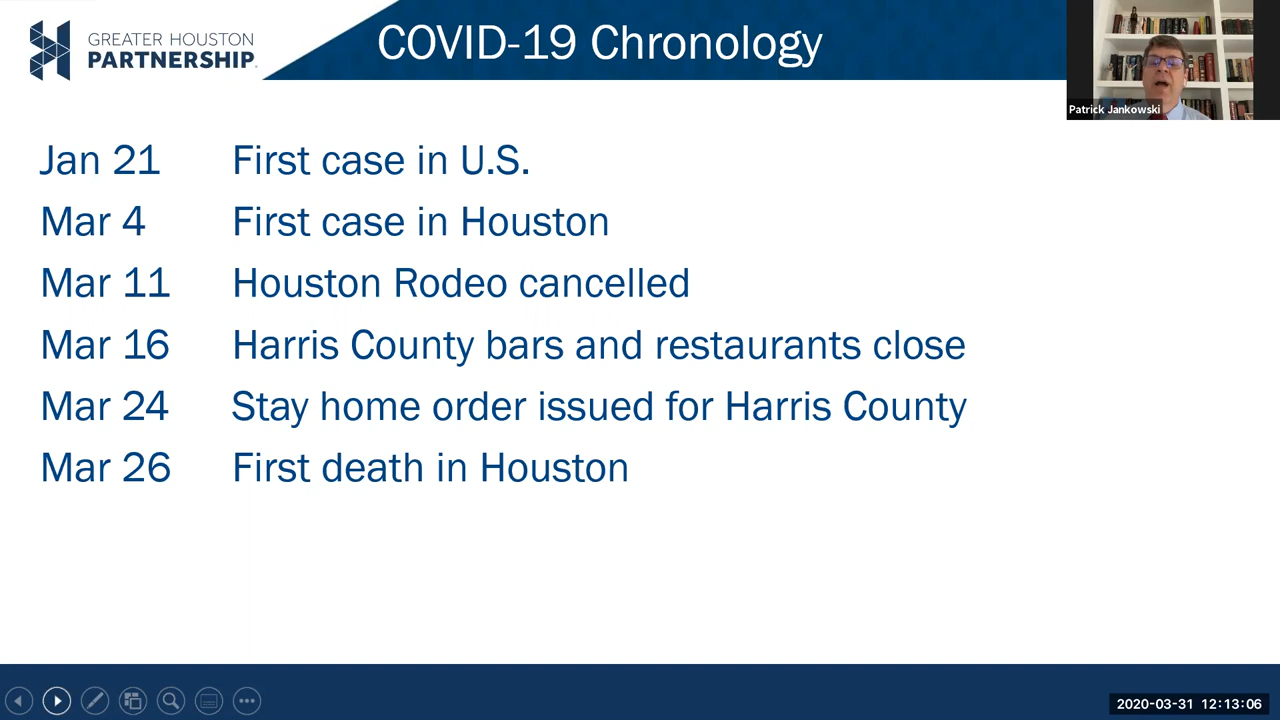 GREATER HOUSTON
PARTNERSHIP
COVID-19 Chronology
Patrick Jankowski
Jan 21 First case in U.S.
Mar 4 First case in Houston
Mar 11 Houston Rodeo cancelled
Mar 16 Harris County bars and restaurants close
Mar 24 Stay home order issued for Harris County
Mar 26 First death in Houston
2020-03-31 12:13:06